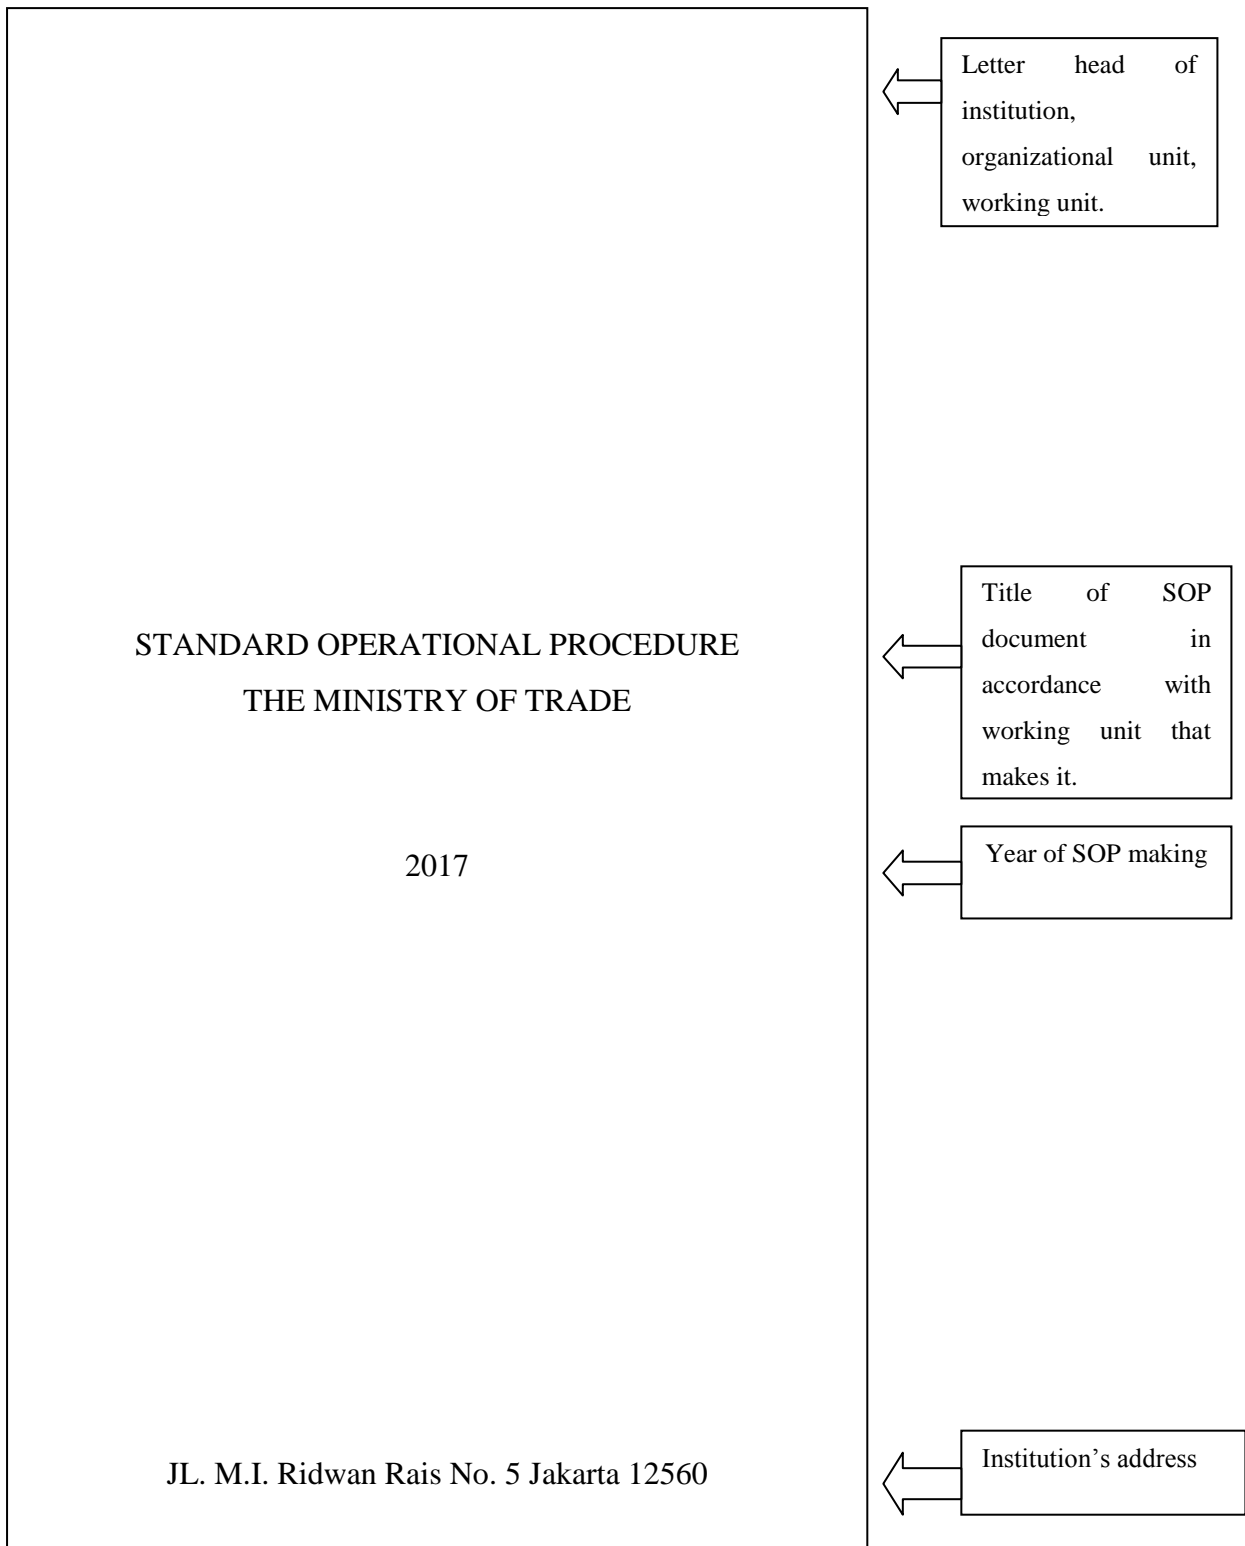 Letter head of
institution,
organizational unit,
working unit.
STANDARD OPERATIONAL PROCEDURE
THE MINISTRY OF TRADE
Title of SOP
document in
accordance with
working unit that
makes it.
2017
Year of SOP making
JL. M.I. Ridwan Rais No. 5 Jakarta 12560
Institution’s address